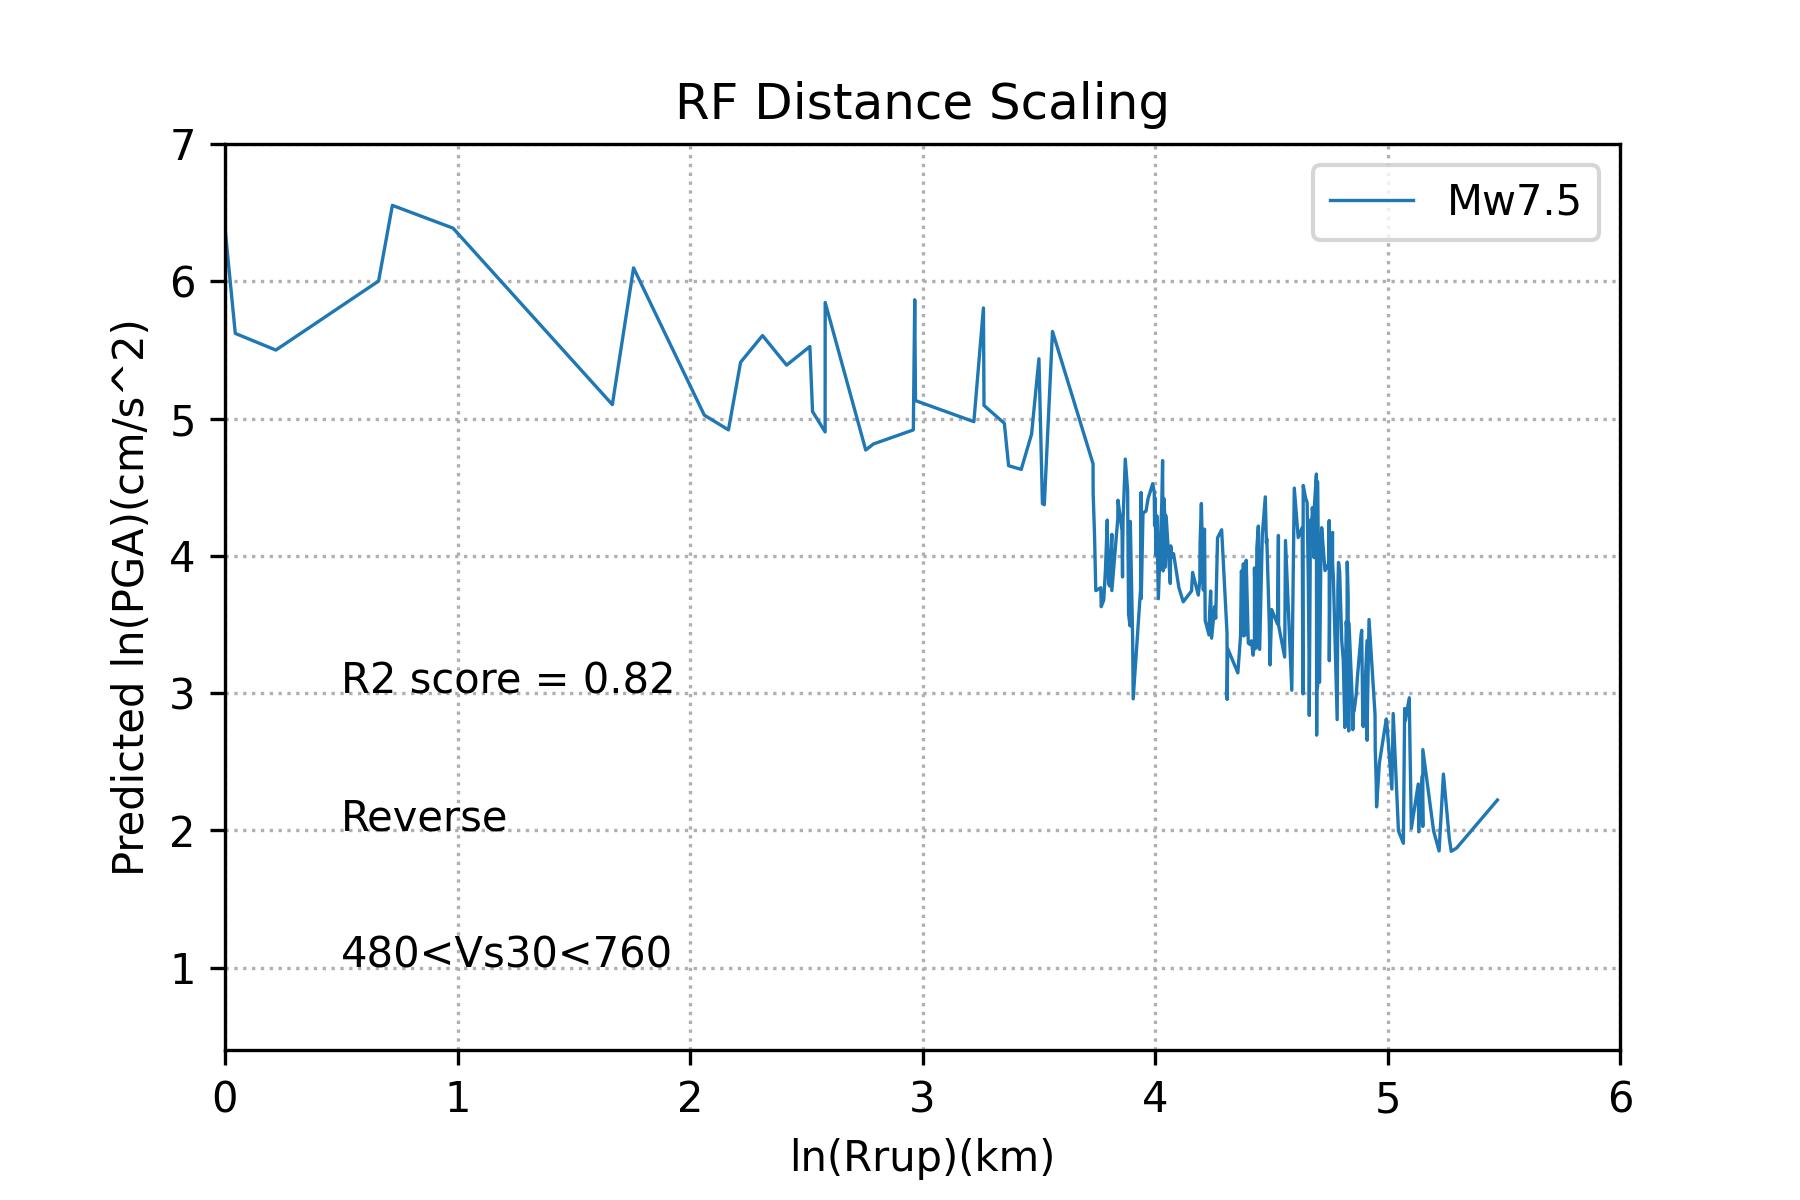 RF Distance Scaling
7
6
5
4
3
2
1
Predicted ln(PGA)(cm/s^2)
Mw7.5
R2 score = 0.82
Reverse
480<Vs30<760
0 1 2 3 4 5 6
ln(Rrup)(km)